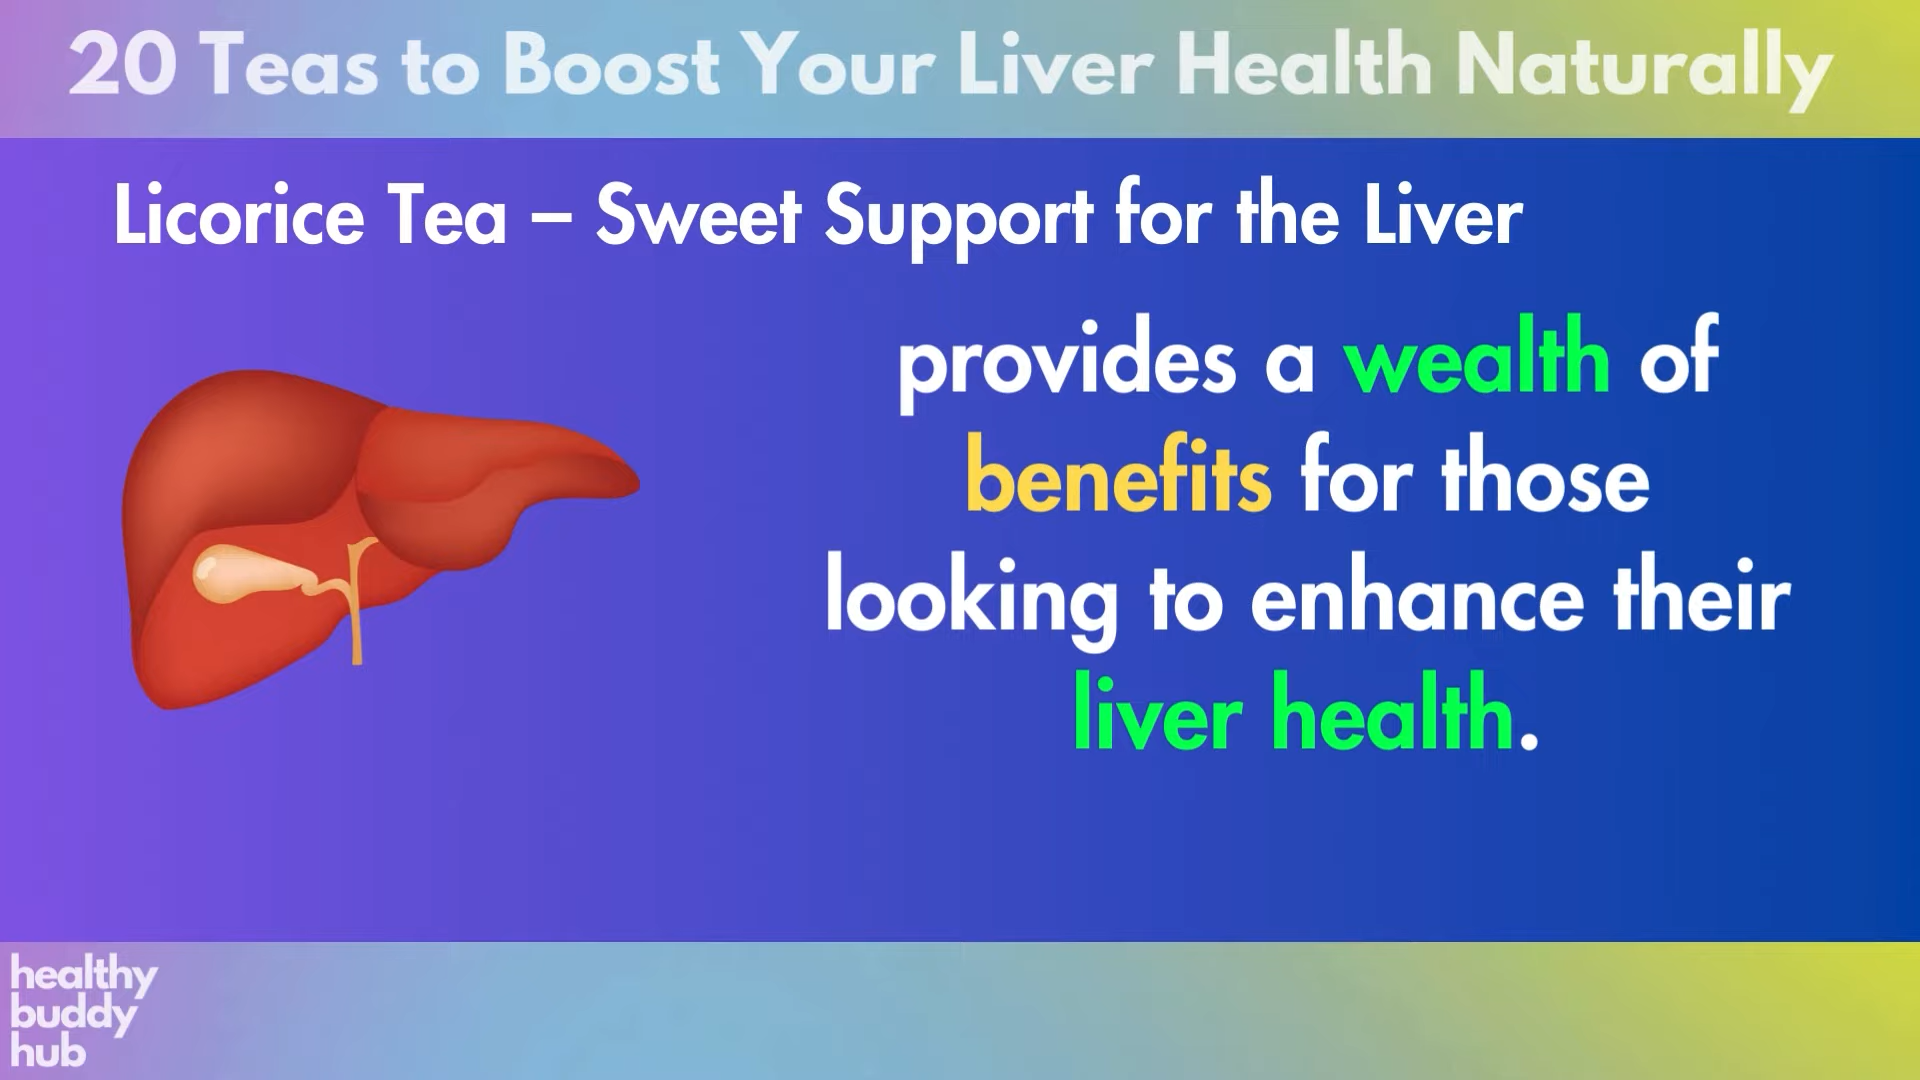 20 Teas to Boost Your Liver Health Naturally
Licorice Tea – Sweet Support for the Liver
provides a wealth of
benefits for those
looking to enhance their
liver health.
healthy
buddy
hub